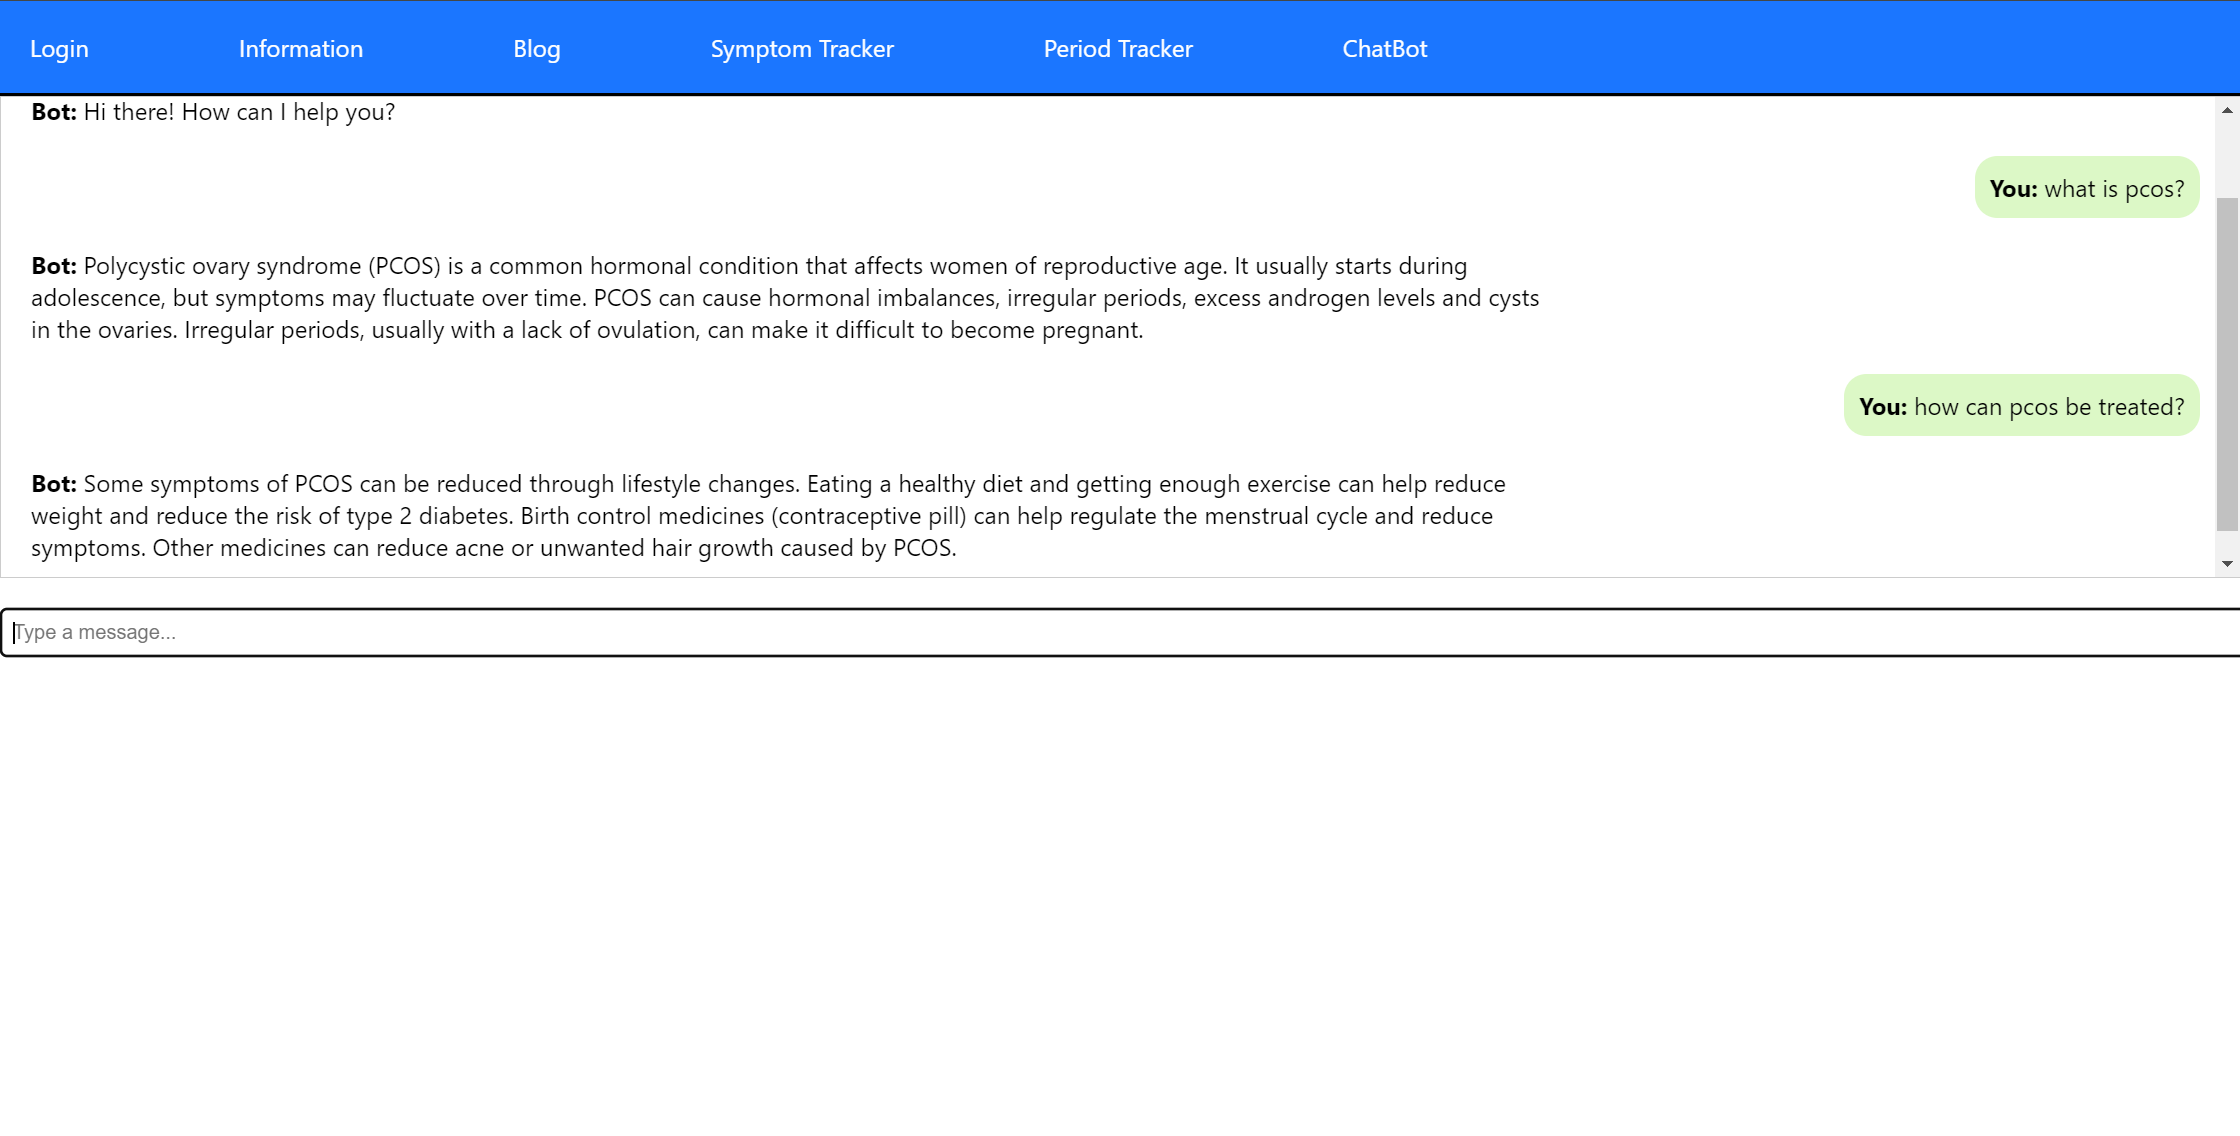 Login Information Blog Symptom Tracker Period Tracker ChatBot
Bot: Hi there! How can I help you?
You: what is pcos?
Bot: Polycystic ovary syndrome (PCOS) is a common hormonal condition that affects women of reproductive age. It usually starts during
adolescence, but symptoms may fluctuate over time. PCOS can cause hormonal imbalances, irregular periods, excess androgen levels and cysts
in the ovaries. Irregular periods, usually with a lack of ovulation, can make it difficult to become pregnant.
You: how can pcos be treated?
Bot: Some symptoms of PCOS can be reduced through lifestyle changes. Eating a healthy diet and getting enough exercise can help reduce
weight and reduce the risk of type 2 diabetes. Birth control medicines (contraceptive pill) can help regulate the menstrual cycle and reduce
symptoms. Other medicines can reduce acne or unwanted hair growth caused by PCOS.
Type a message...